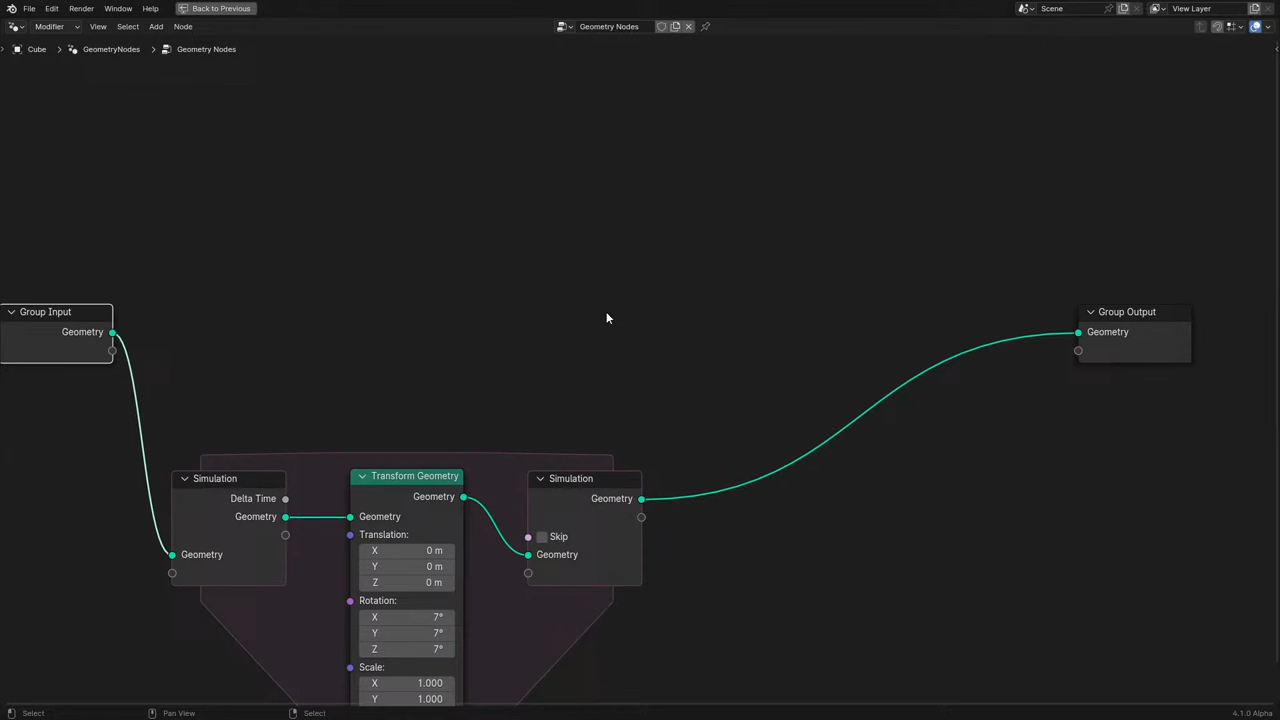 File Edit Render Window Help Back to Previous Scene View Layer
Modifier View Select Add Node Geometry Nodes
Cube GeometryNodes Geometry Nodes
Group Input
Geometry
Group Output
Geometry
Simulation
Delta Time
Geometry
Geometry
Transform Geometry
Geometry
Geometry
Translation:
X 0 m
Y 0 m
Z 0 m
Rotation:
X 7°
Y 7°
Z 7°
Scale:
X 1.000
Y 1.000
Simulation
Geometry
Skip
Geometry
Select Pan View Select 4.1.0 Alpha